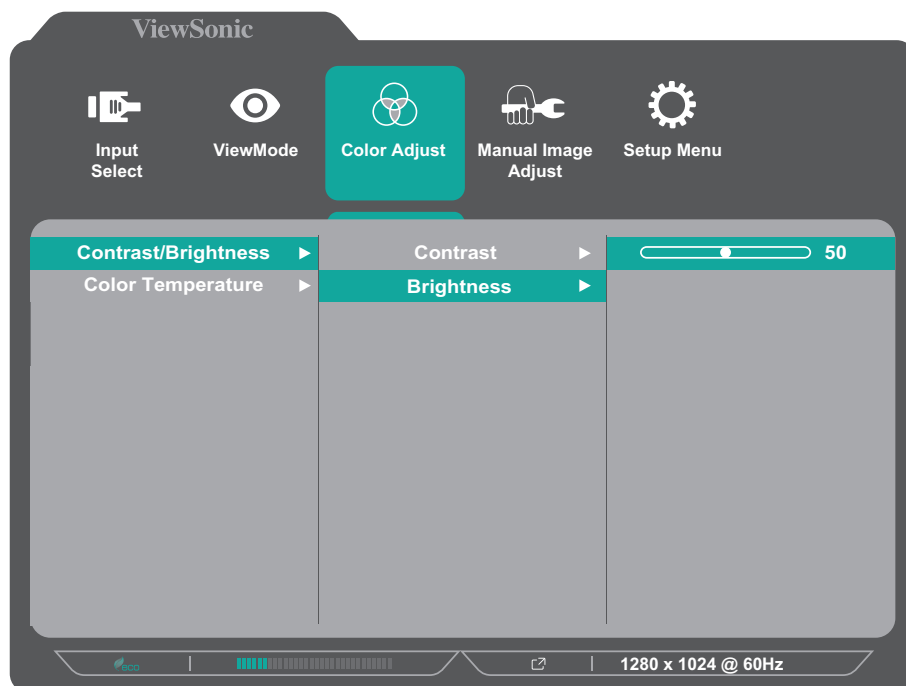 ViewSonic
Input
Select
ViewMode
Color Adjust
Manual Image
Adjust
Setup Menu
Contrast/Brightness
Contrast
50
Color Temperature
Brightness
eco
1280 x 1024 @ 60Hz